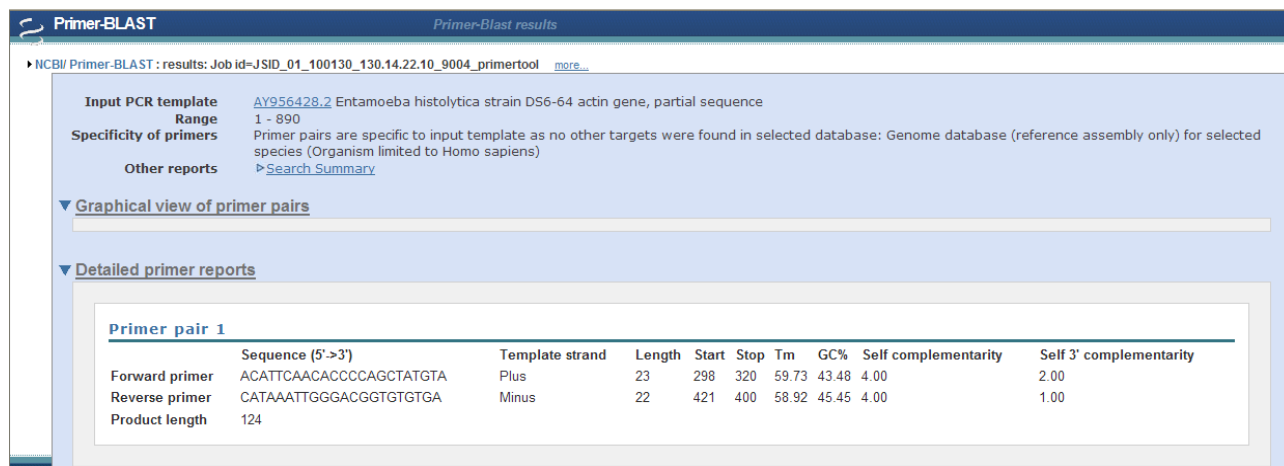 Primer-BLAST Primer-Blast results
NCBI/ Primer-BLAST : results: Job id=JSID_01_100130_130.14.22.10_9004_primertool more...
Input PCR template AY956428.2 Entamoeba histolytica strain DS6-64 actin gene, partial sequence
Range 1 - 890
Specificity of primers Primer pairs are specific to input template as no other targets were found in selected database: Genome database (reference assembly only) for selected
species (Organism limited to Homo sapiens)
Other reports Search Summary
Graphical view of primer pairs
Detailed primer reports
Primer pair 1
Sequence (5'->3') Template strand Length Start Stop Tm GC% Self complementarity Self 3' complementarity
Forward primer ACATTCAACACCCCAGCTATGTA Plus 23 298 320 59.73 43.48 4.00 2.00
Reverse primer CATAAATTGGGACGGTGTGTGA Minus 22 421 400 58.92 45.45 4.00 1.00
Product length 124